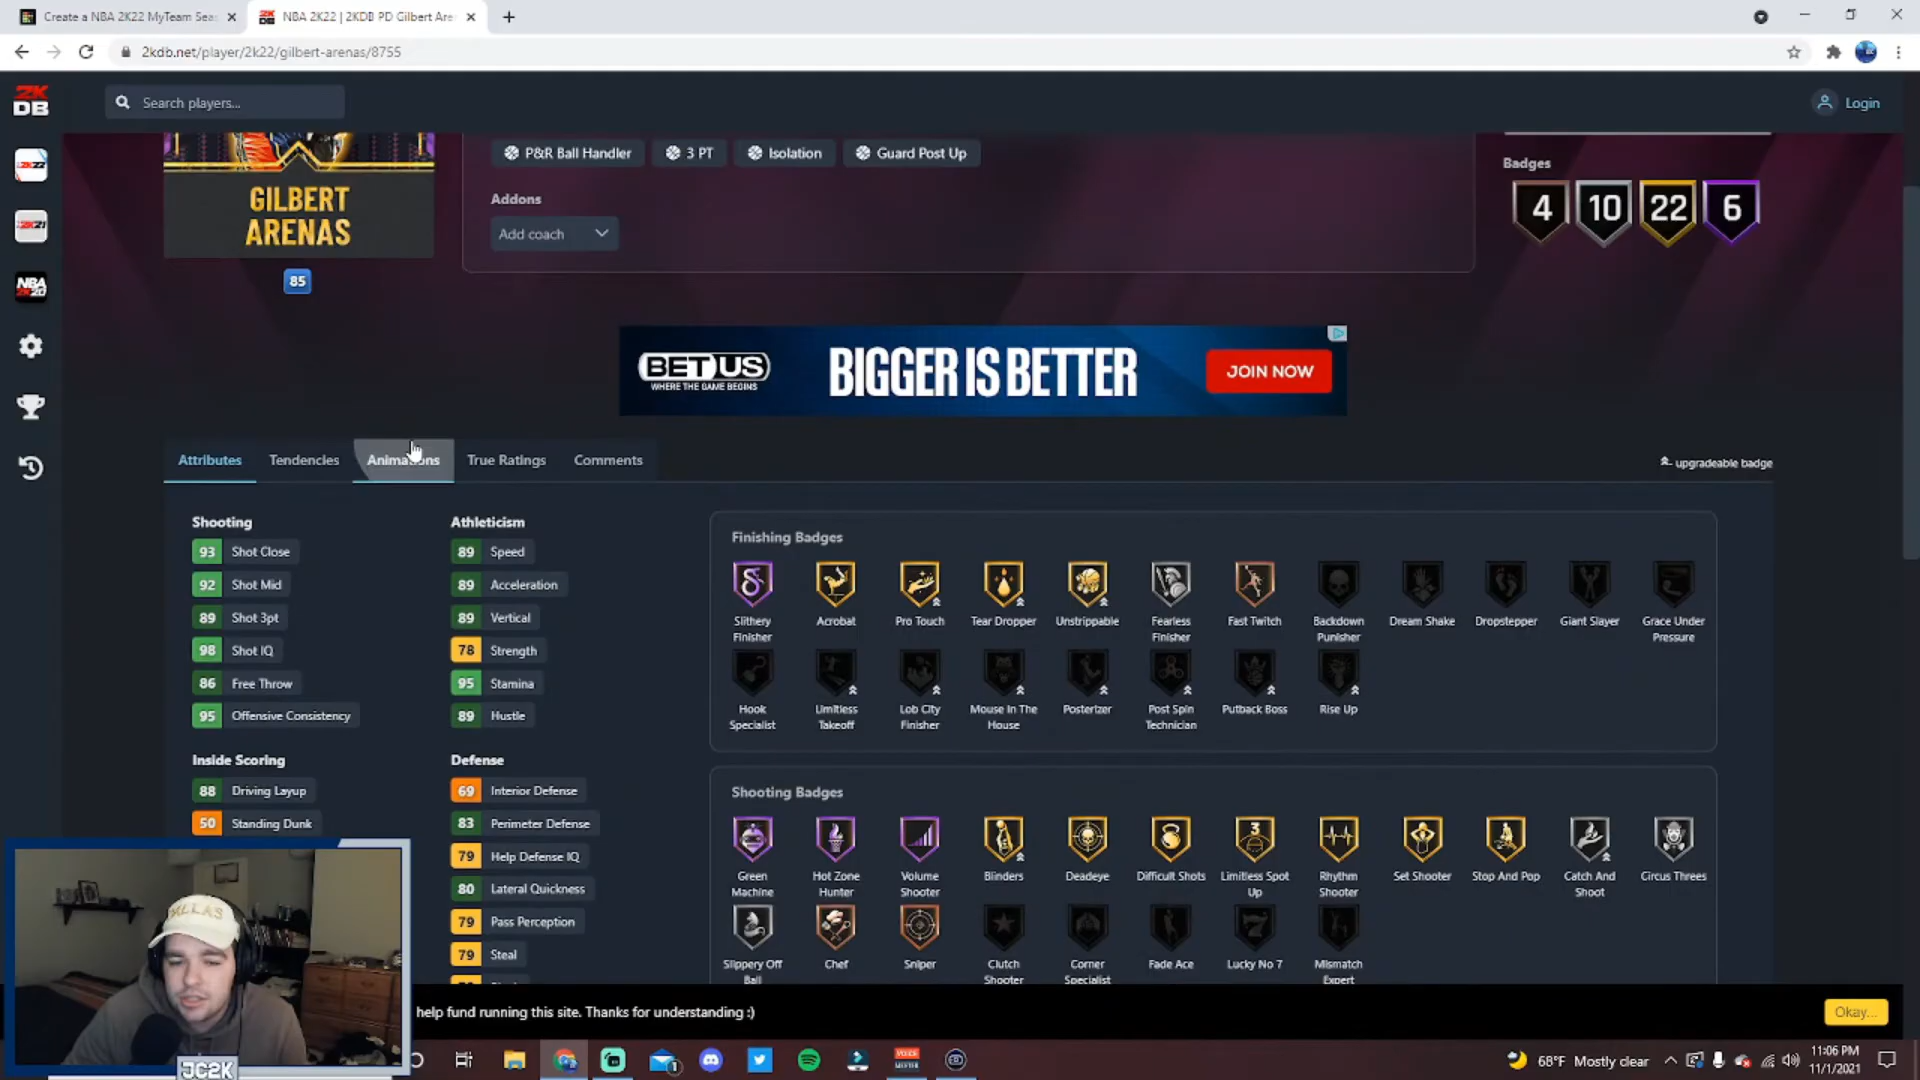 Create a NBA 2K22 MyTeam Sea
NBA 2K22 | 2KDB PD Gilbert Are
2kdb.net/player/2k22/gilbert-arenas/8755
2K DB
Search players...
Login
P&R Ball Handler
3 PT
Isolation
Guard Post Up
Badges
4 10 22 6
GILBERT
ARENAS
85
Addons
Add coach
2K22
2K21
NBA 2K20
BETUS
WHERE THE GAME BEGINS
BIGGER IS BETTER
JOIN NOW
Attributes
Tendencies
Animations
True Ratings
Comments
upgradeable badge
Shooting
93 Shot Close
92 Shot Mid
89 Shot 3pt
98 Shot IQ
86 Free Throw
95 Offensive Consistency
Inside Scoring
88 Driving Layup
50 Standing Dunk
Athleticism
89 Speed
89 Acceleration
89 Vertical
78 Strength
95 Stamina
89 Hustle
Defense
69 Interior Defense
83 Perimeter Defense
79 Help Defense IQ
80 Lateral Quickness
79 Pass Perception
79 Steal
Finishing Badges
Slithery Finisher
Acrobat
Pro Touch
Tear Dropper
Unstrippable
Fearless Finisher
Fast Twitch
Backdown Punisher
Dream Shake
Dropstepper
Giant Slayer
Grace Under Pressure
Hook Specialist
Limitless Takeoff
Lob City Finisher
Mouse In The House
Posterizer
Post Spin Technician
Putback Boss
Rise Up
Shooting Badges
Green Machine
Hot Zone Hunter
Volume Shooter
Blinders
Deadeye
Difficult Shots
3
Limitless Spot Up
Rhythm Shooter
Set Shooter
Stop And Pop
Catch And Shoot
Circus Threes
Slippery Off Ball
Chef
Sniper
Clutch Shooter
Corner Specialist
Fade Ace
Lucky No 7
Mismatch Expert
help fund running this site. Thanks for understanding :)
Okay...
JC2K
68°F Mostly clear
11:06 PM
11/1/2021